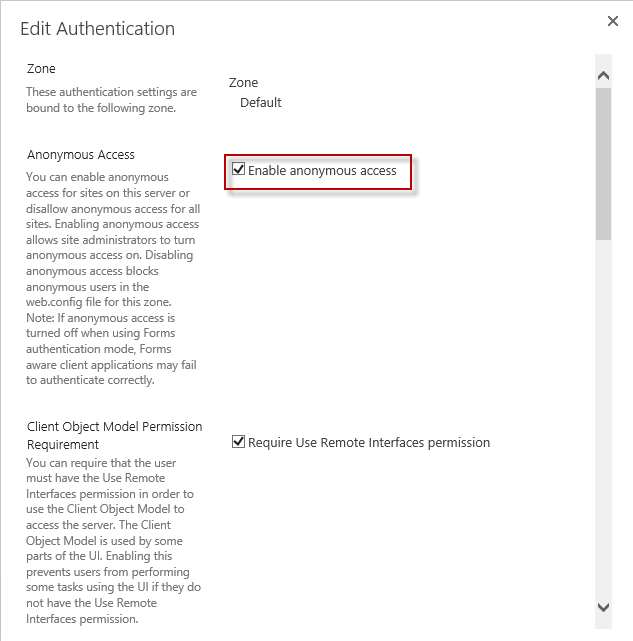 Edit Authentication
Zone
These authentication settings are
bound to the following zone.
Zone
Default
Anonymous Access
You can enable anonymous
access for sites on this server or
disallow anonymous access for all
sites. Enabling anonymous access
allows site administrators to turn
anonymous access on. Disabling
anonymous access blocks
anonymous users in the
web.config file for this zone.
Note: If anonymous access is
turned off when using Forms
authentication mode, Forms
aware client applications may fail
to authenticate correctly.
Enable anonymous access
Client Object Model Permission
Requirement
You can require that the user
must have the Use Remote
Interfaces permission in order to
use the Client Object Model to
access the server. The Client
Object Model is used by some
parts of the UI. Enabling this
prevents users from performing
some tasks using the UI if they do
not have the Use Remote
Interfaces permission.
Require Use Remote Interfaces permission